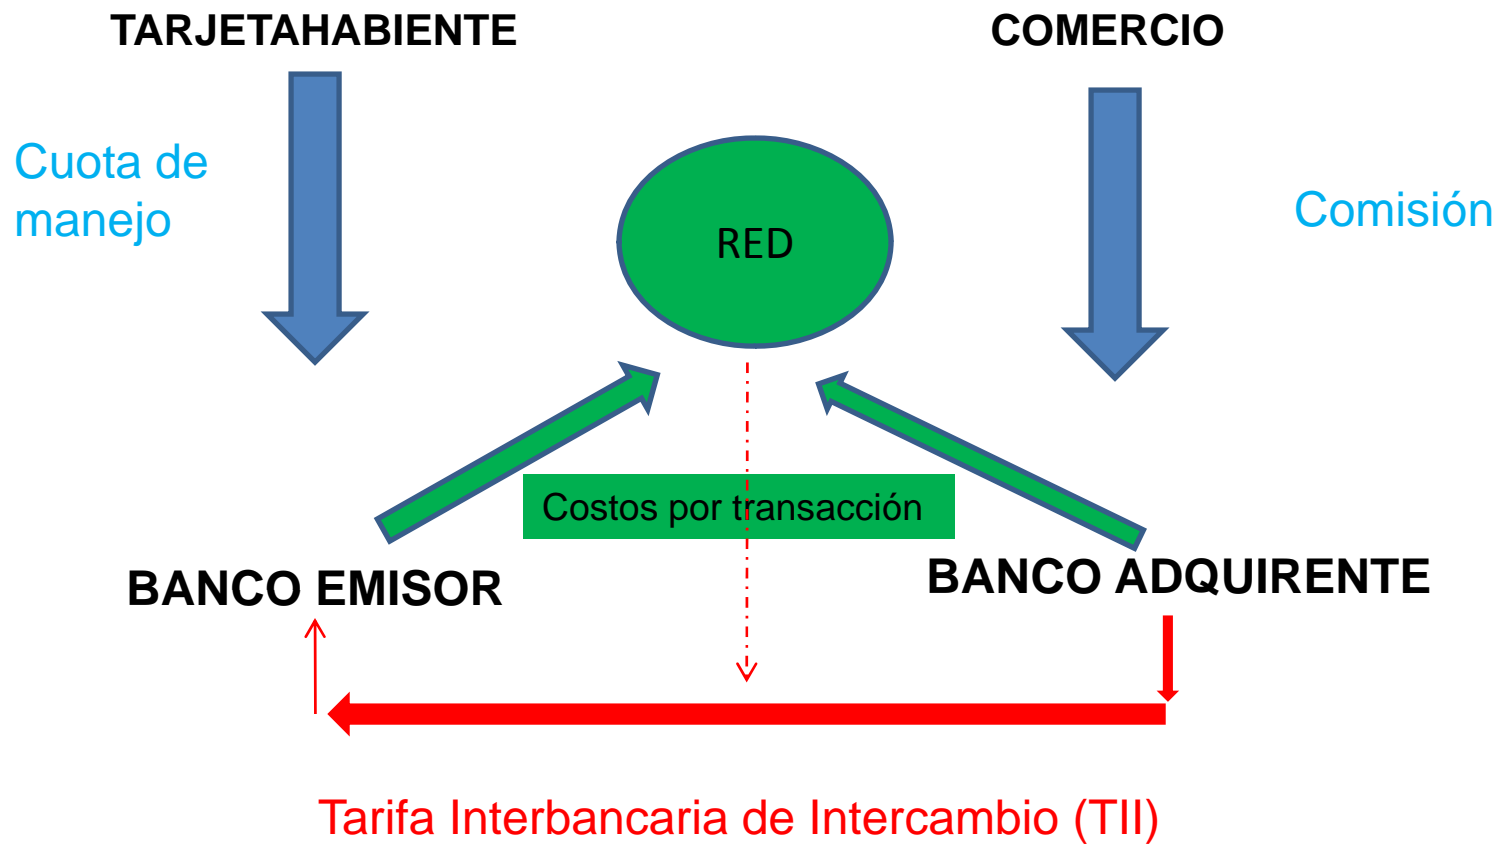 TARJETAHABIENTE
COMERCIO
Cuota de
manejo
RED
Comisión
Costos por transacción
BANCO EMISOR
BANCO ADQUIRENTE
Tarifa Interbancaria de Intercambio (TII)